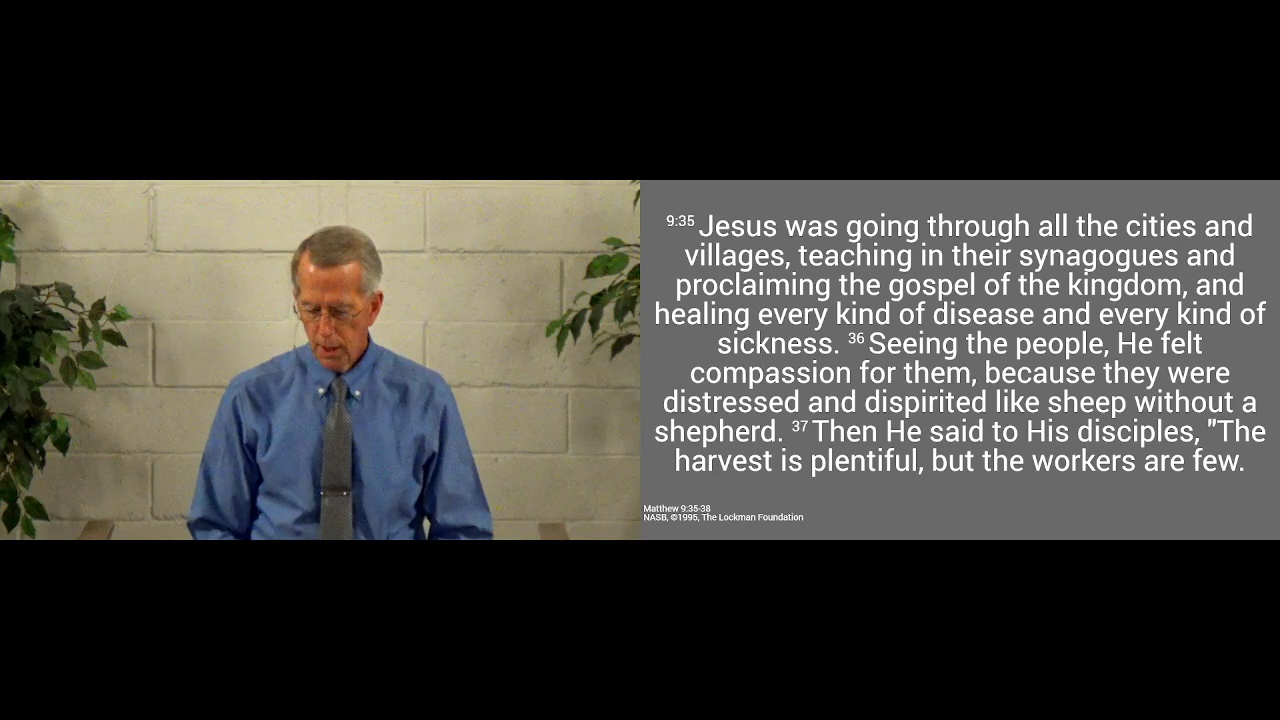 9:35 Jesus was going through all the cities and
villages, teaching in their synagogues and
proclaiming the gospel of the kingdom, and
healing every kind of disease and every kind of
sickness. 36 Seeing the people, He felt
compassion for them, because they were
distressed and dispirited like sheep without a
shepherd. 37 Then He said to His disciples, "The
harvest is plentiful, but the workers are few.
Matthew 9:35-38
NASB, ©1995, The Lockman Foundation